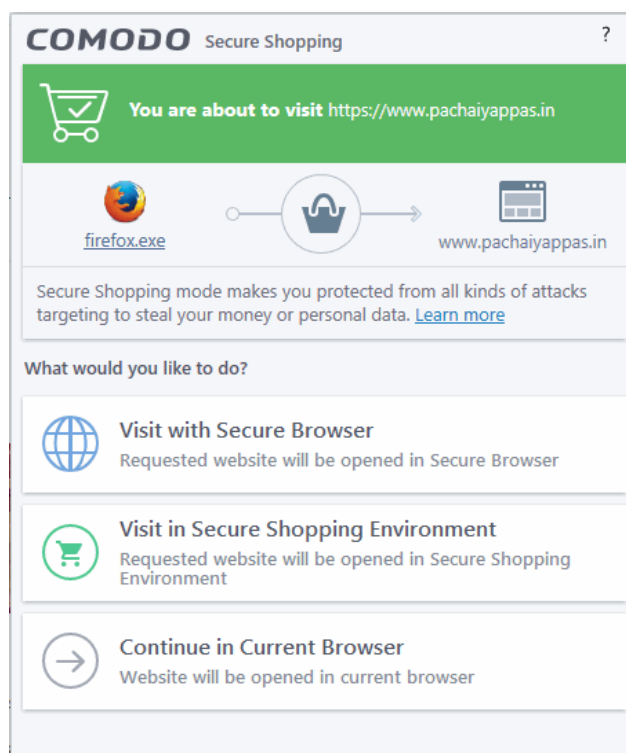 COMODO Secure Shopping ?
You are about to visit https://www.pachaiyappas.in
firefox.exe
www.pachaiyappas.in
Secure Shopping mode makes you protected from all kinds of attacks
targeting to steal your money or personal data. Learn more
What would you like to do?
Visit with Secure Browser
Requested website will be opened in Secure Browser
Visit in Secure Shopping Environment
Requested website will be opened in Secure Shopping
Environment
Continue in Current Browser
Website will be opened in current browser